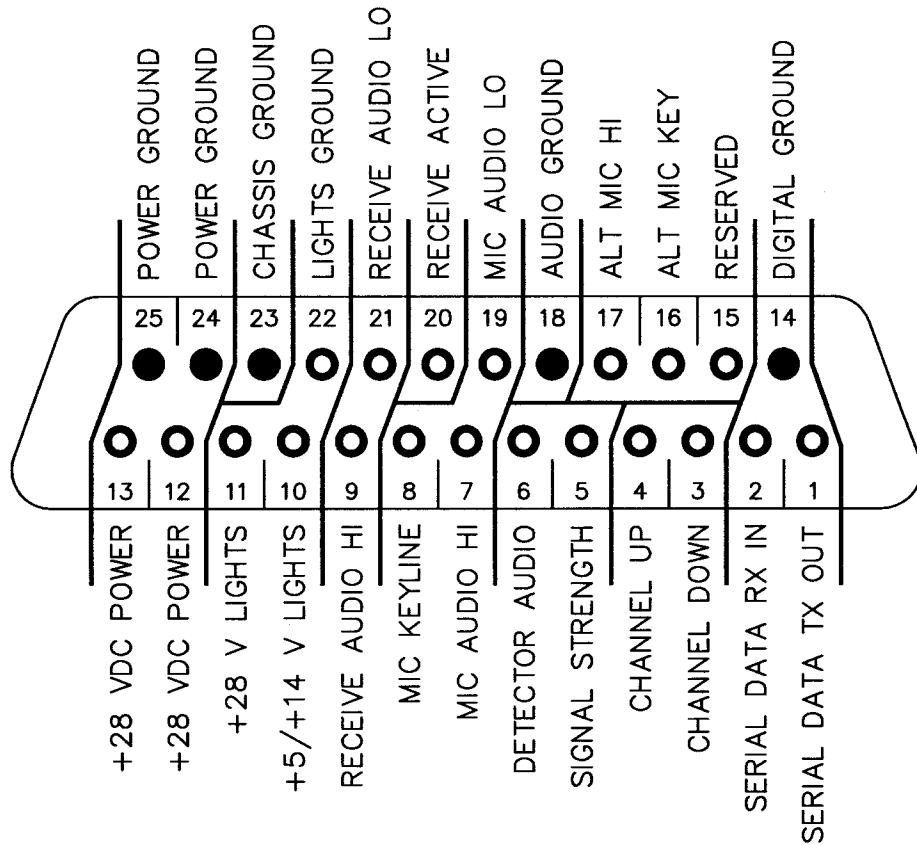 POWER GROUND
POWER GROUND
CHASSIS GROUND
LIGHTS GROUND
RECEIVE AUDIO LO
RECEIVE ACTIVE
MIC AUDIO LO
AUDIO GROUND
ALT MIC HI
ALT MIC KEY
RESERVED
DIGITAL GROUND
25 24 23 22 21 20 19 18 17 16 15 14
13 12 11 10 9 8 7 6 5 4 3 2 1
+28 VDC POWER
+28 VDC POWER
+28 V LIGHTS
+5/+14 V LIGHTS
RECEIVE AUDIO HI
MIC KEYLINE
MIC AUDIO HI
DETECTOR AUDIO
SIGNAL STRENGTH
CHANNEL UP
CHANNEL DOWN
SERIAL DATA RX IN
SERIAL DATA TX OUT